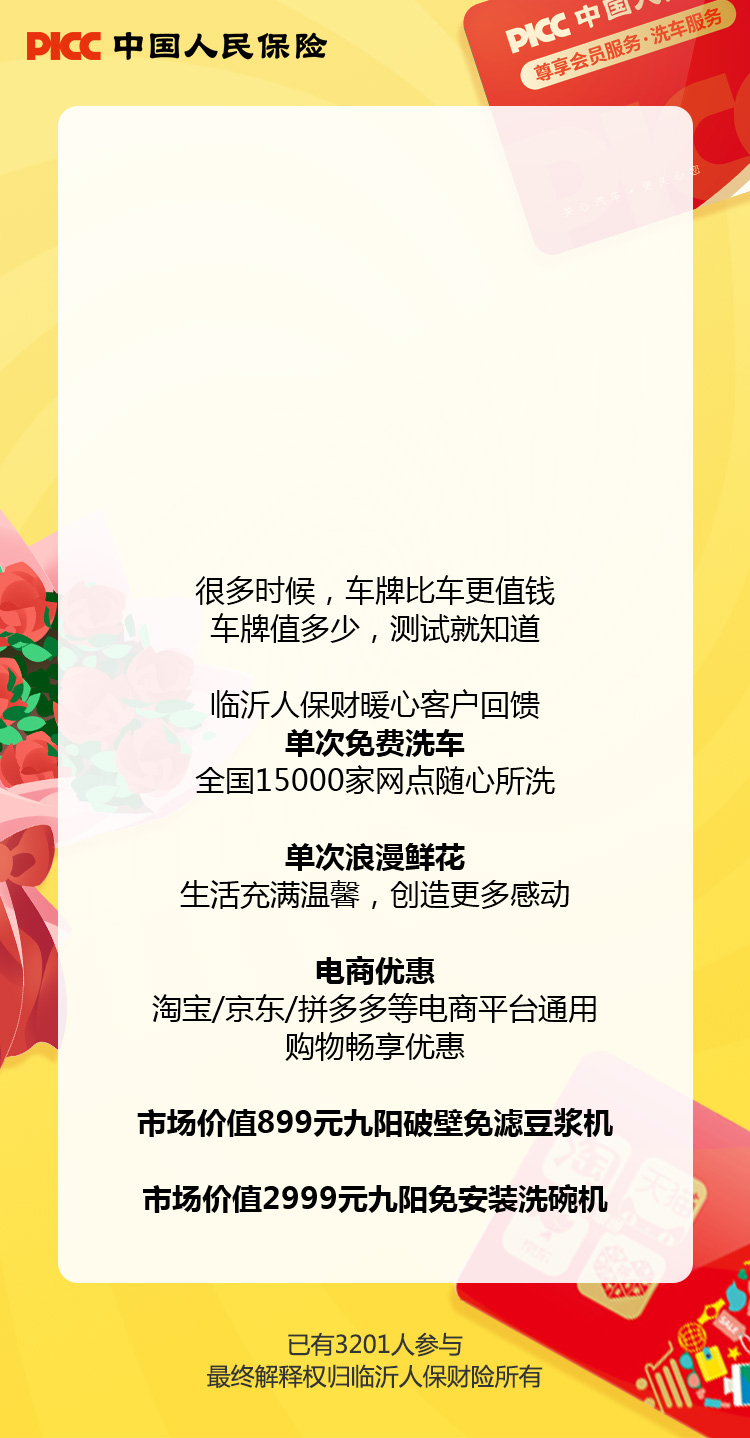 PICC 中国人民保险
PICC 中国人
尊享会员服务·洗车服务
很多时候，车牌比车更值钱
车牌值多少，测试就知道
临沂人保财暖心客户回馈
单次免费洗车
全国15000家网点随心所洗
单次浪漫鲜花
生活充满温馨，创造更多感动
电商优惠
淘宝/京东/拼多多等电商平台通用
购物畅享优惠
市场价值899元九阳破壁免滤豆浆机
市场价值2999元九阳免安装洗碗机
淘
天猫
京东
SALE
已有3201人参与
最终解释权归临沂人保财险所有